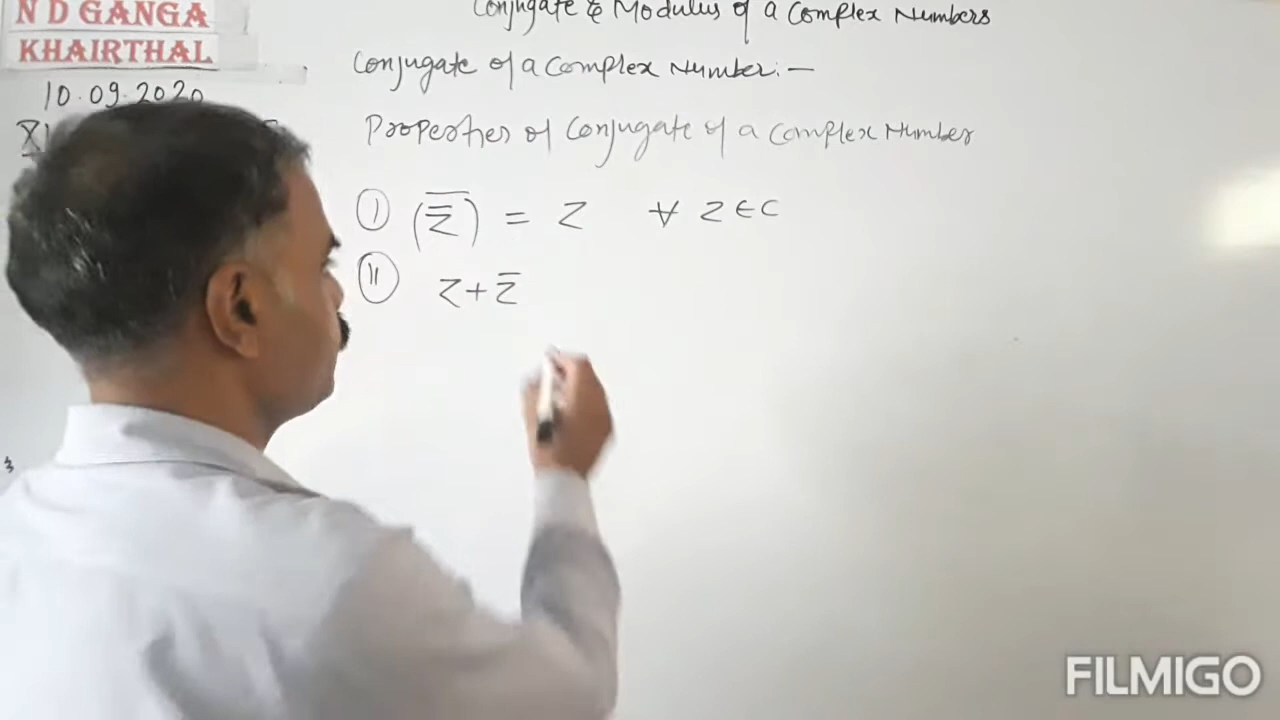 N D GANGA
KHAIRTHAL
10.09.2020
Conjugate & Modulus of a Complex Numbers
Conjugate of a Complex Number:—
Properties of Conjugate of a Complex Number
(I) (z̅̅) = z ∀ z ∈ C
(II) z + z̅
FILMIGO